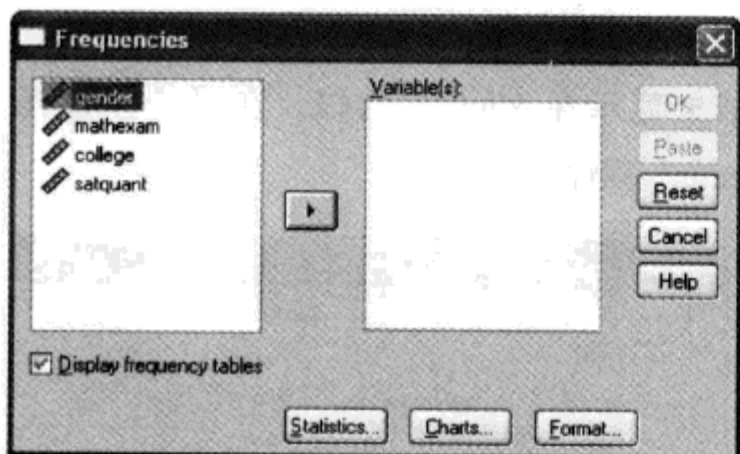 Frequencies
gender
mathexam
college
satquant
Variable(s):
OK
Paste
Reset
Cancel
Help
Display frequency tables
Statistics...
Charts...
Format...